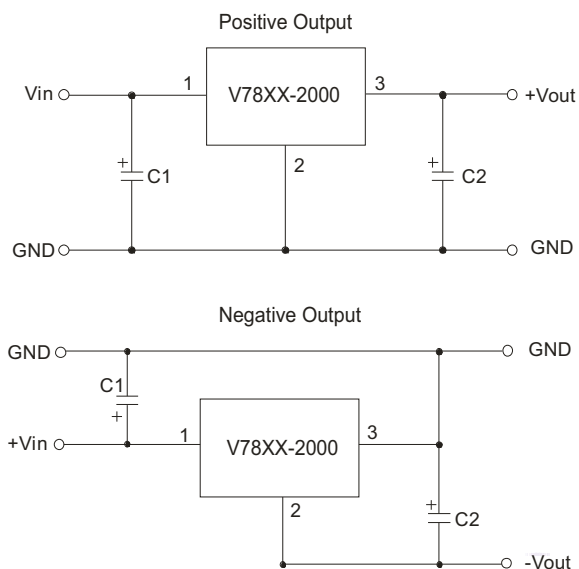 Positive Output
Vin
1
V78XX-2000
3
+Vout
+
C1
2
+
C2
GND
GND
Negative Output
GND
GND
C1
+
+Vin
1
V78XX-2000
3
2
+
C2
-Vout